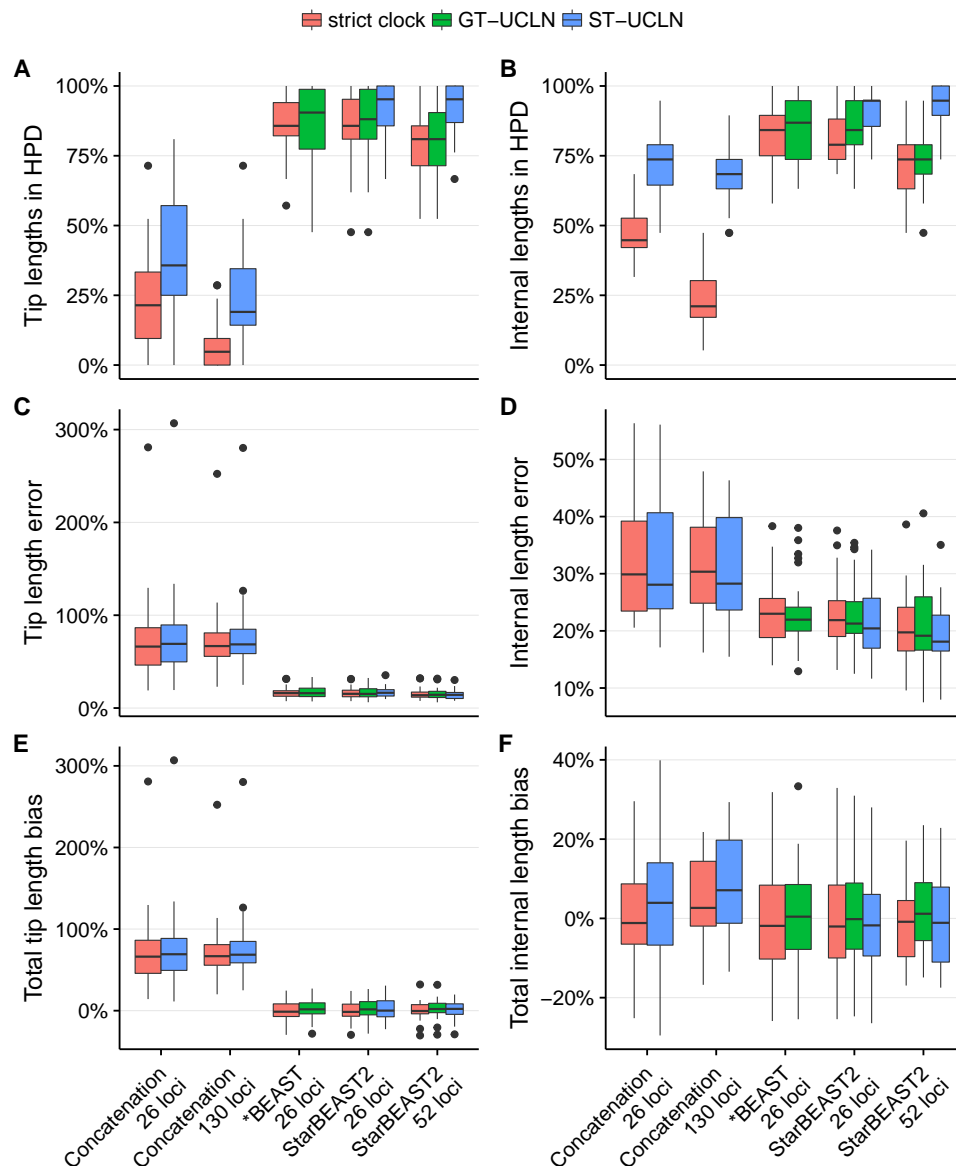 strict clock GT−UCLN ST−UCLN
A
Tip lengths in HPD
100%
75%
50%
25%
0%
B
Internal lengths in HPD
100%
75%
50%
25%
0%
C
Tip length error
300%
200%
100%
0%
D
Internal length error
50%
40%
30%
20%
10%
E
Total tip length bias
300%
200%
100%
0%
F
Total internal length bias
40%
20%
0%
−20%
Concatenation
26 loci
Concatenation
130 loci
*BEAST
26 loci
StarBEAST2
26 loci
StarBEAST2
52 loci
Concatenation
26 loci
Concatenation
130 loci
*BEAST
26 loci
StarBEAST2
26 loci
StarBEAST2
52 loci